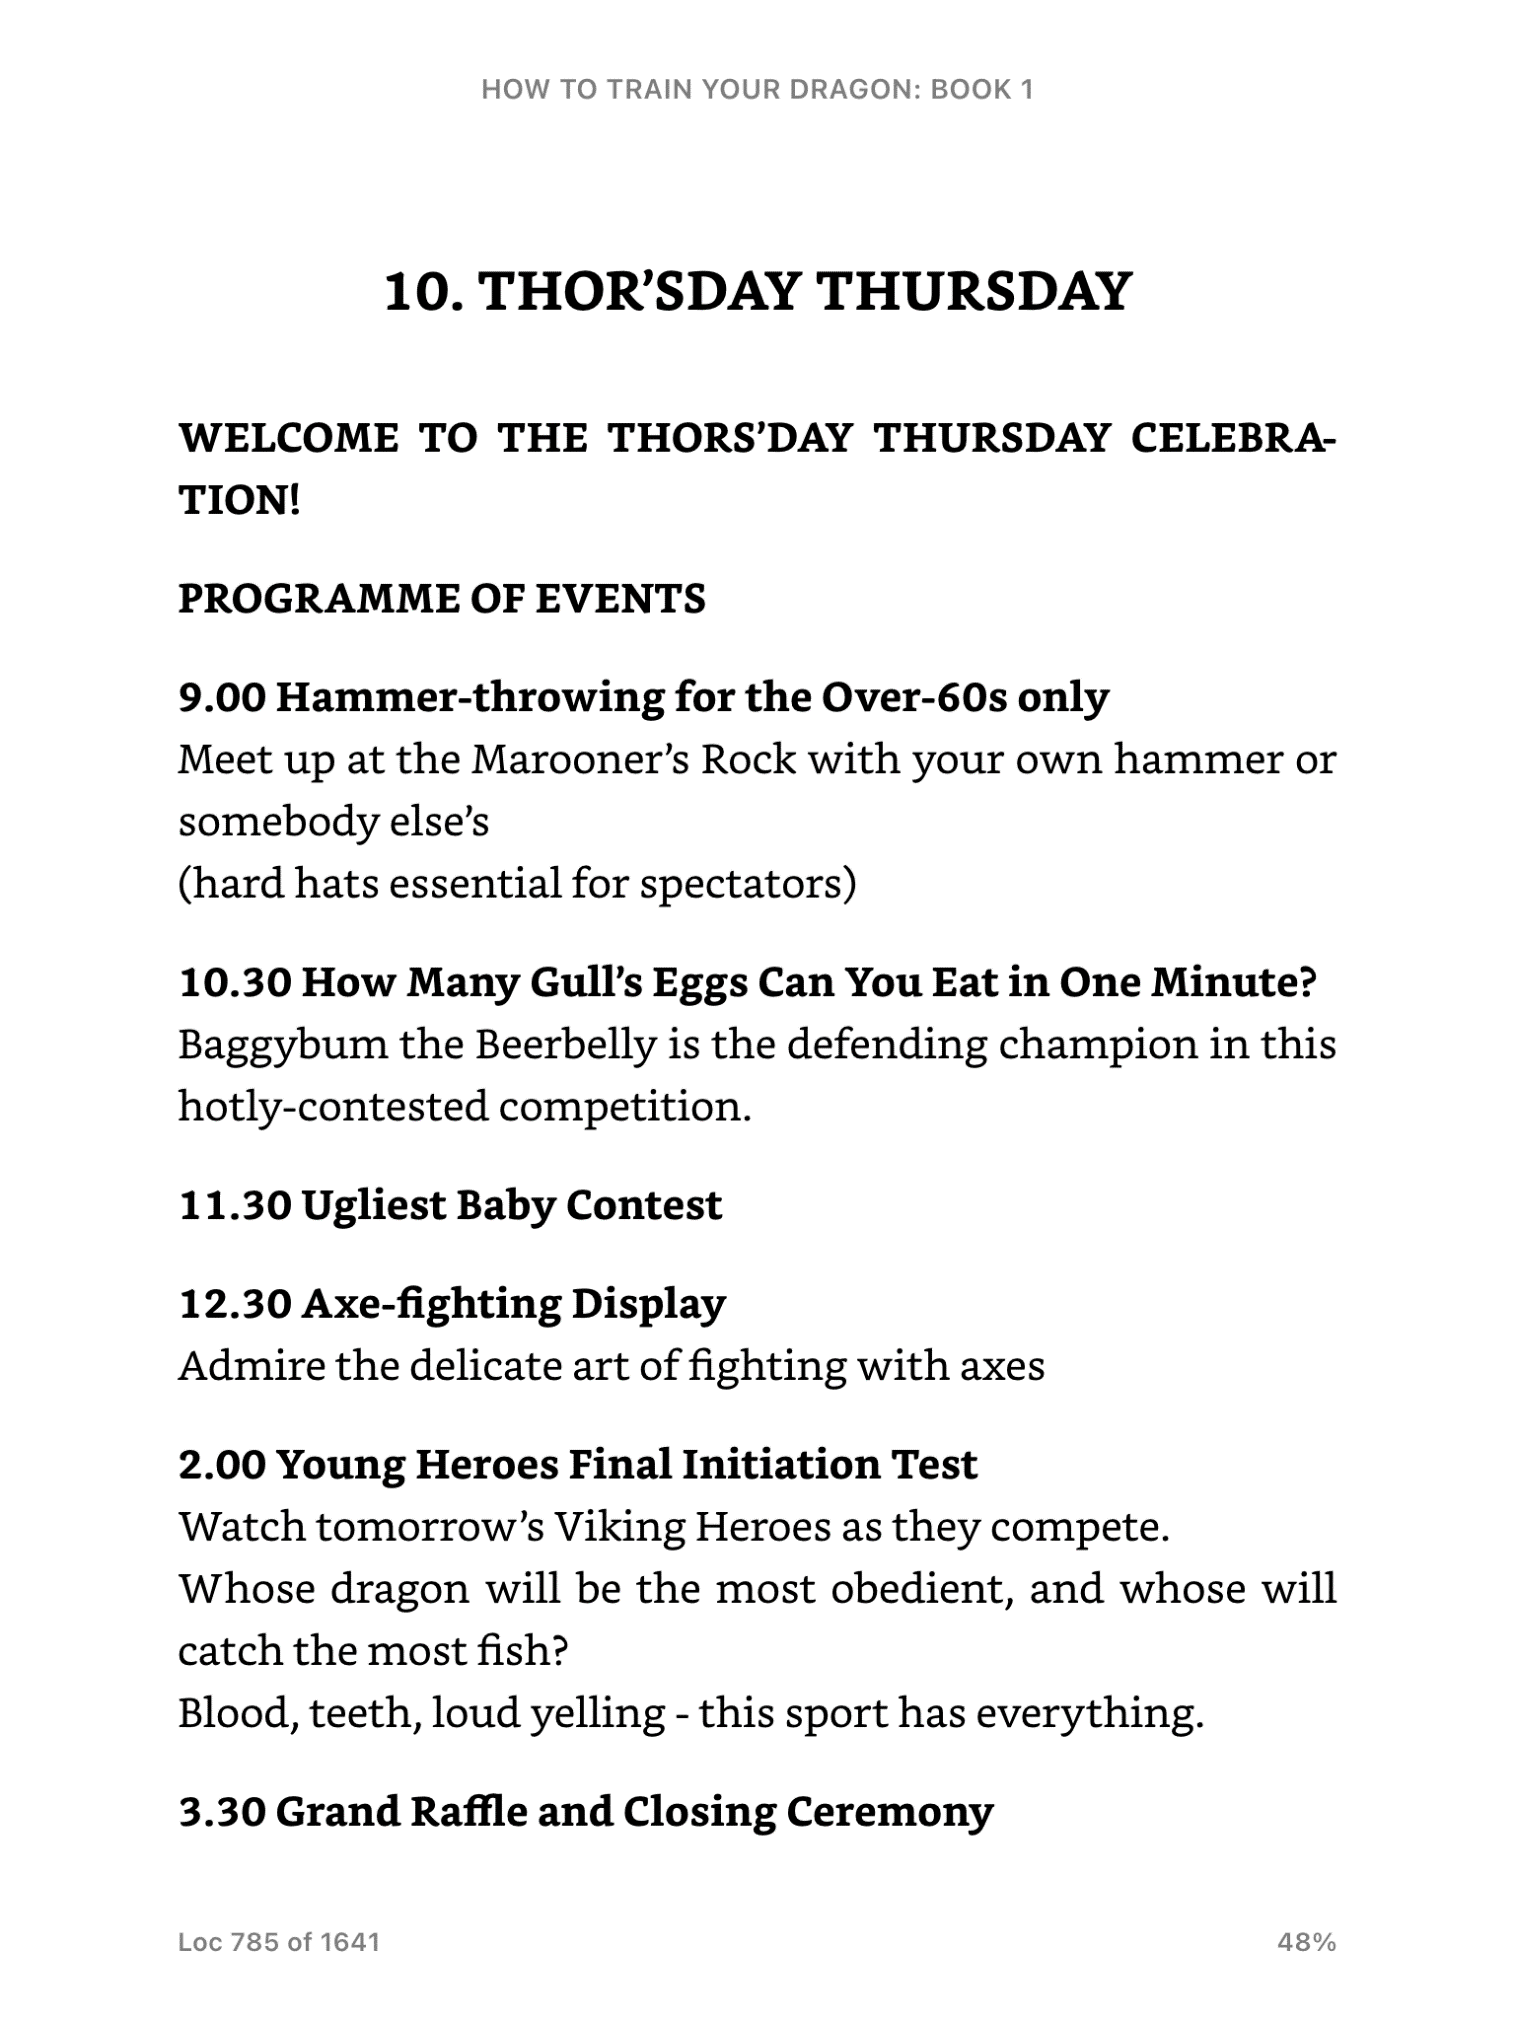 HOW TO TRAIN YOUR DRAGON: BOOK 1
10. THOR’SDAY THURSDAY
WELCOME TO THE THORS’DAY THURSDAY CELEBRA-
TION!
PROGRAMME OF EVENTS
9.00 Hammer-throwing for the Over-60s only
Meet up at the Marooner’s Rock with your own hammer or
somebody else’s
(hard hats essential for spectators)
10.30 How Many Gull’s Eggs Can You Eat in One Minute?
Baggybum the Beerbelly is the defending champion in this
hotly-contested competition.
11.30 Ugliest Baby Contest
12.30 Axe-fighting Display
Admire the delicate art of fighting with axes
2.00 Young Heroes Final Initiation Test
Watch tomorrow’s Viking Heroes as they compete.
Whose dragon will be the most obedient, and whose will
catch the most fish?
Blood, teeth, loud yelling - this sport has everything.
3.30 Grand Raffle and Closing Ceremony
Loc 785 of 1641
48%